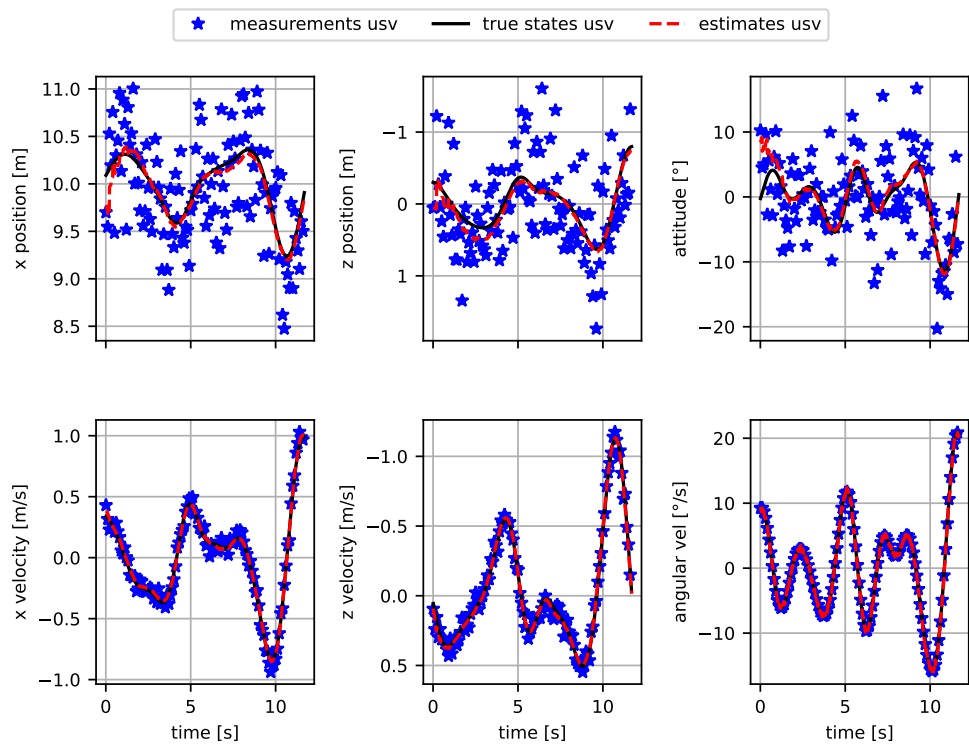 measurements usv true states usv estimates usv
x position [m]
11.0
10.5
10.0
9.5
9.0
8.5
z position [m]
−1
0
1
attitude [°]
10
0
−10
−20
x velocity [m/s]
1.0
0.5
0.0
−0.5
−1.0
0 5 10
time [s]
z velocity [m/s]
-1.0
-0.5
0.0
0.5
0 5 10
time [s]
angular vel [°/s]
20
10
0
−10
0 5 10
time [s]